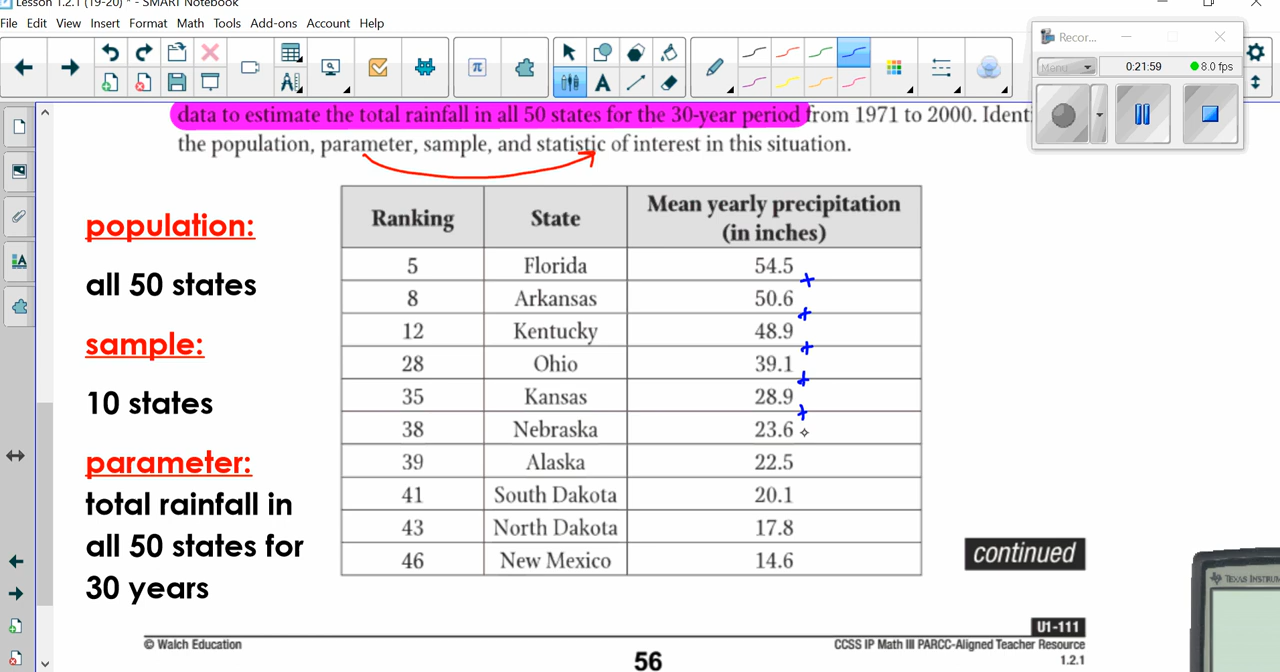 Lesson 1.2.1 (19-20) * - SMART Notebook
File Edit View Insert Format Math Tools Add-ons Account Help
Recor...
Menu 0:21:59 8.0 fps
data to estimate the total rainfall in all 50 states for the 30-year period from 1971 to 2000. Identi
the population, parameter, sample, and statistic of interest in this situation.
population:
all 50 states
sample:
10 states
parameter:
total rainfall in
all 50 states for
30 years
Ranking State Mean yearly precipitation (in inches)
5 Florida 54.5 +
8 Arkansas 50.6 +
12 Kentucky 48.9 +
28 Ohio 39.1 +
35 Kansas 28.9 +
38 Nebraska 23.6
39 Alaska 22.5
41 South Dakota 20.1
43 North Dakota 17.8
46 New Mexico 14.6
continued
U1-111
© Walch Education
CCSS IP Math III PARCC-Aligned Teacher Resource
1.2.1
56
TEXAS INSTRUM